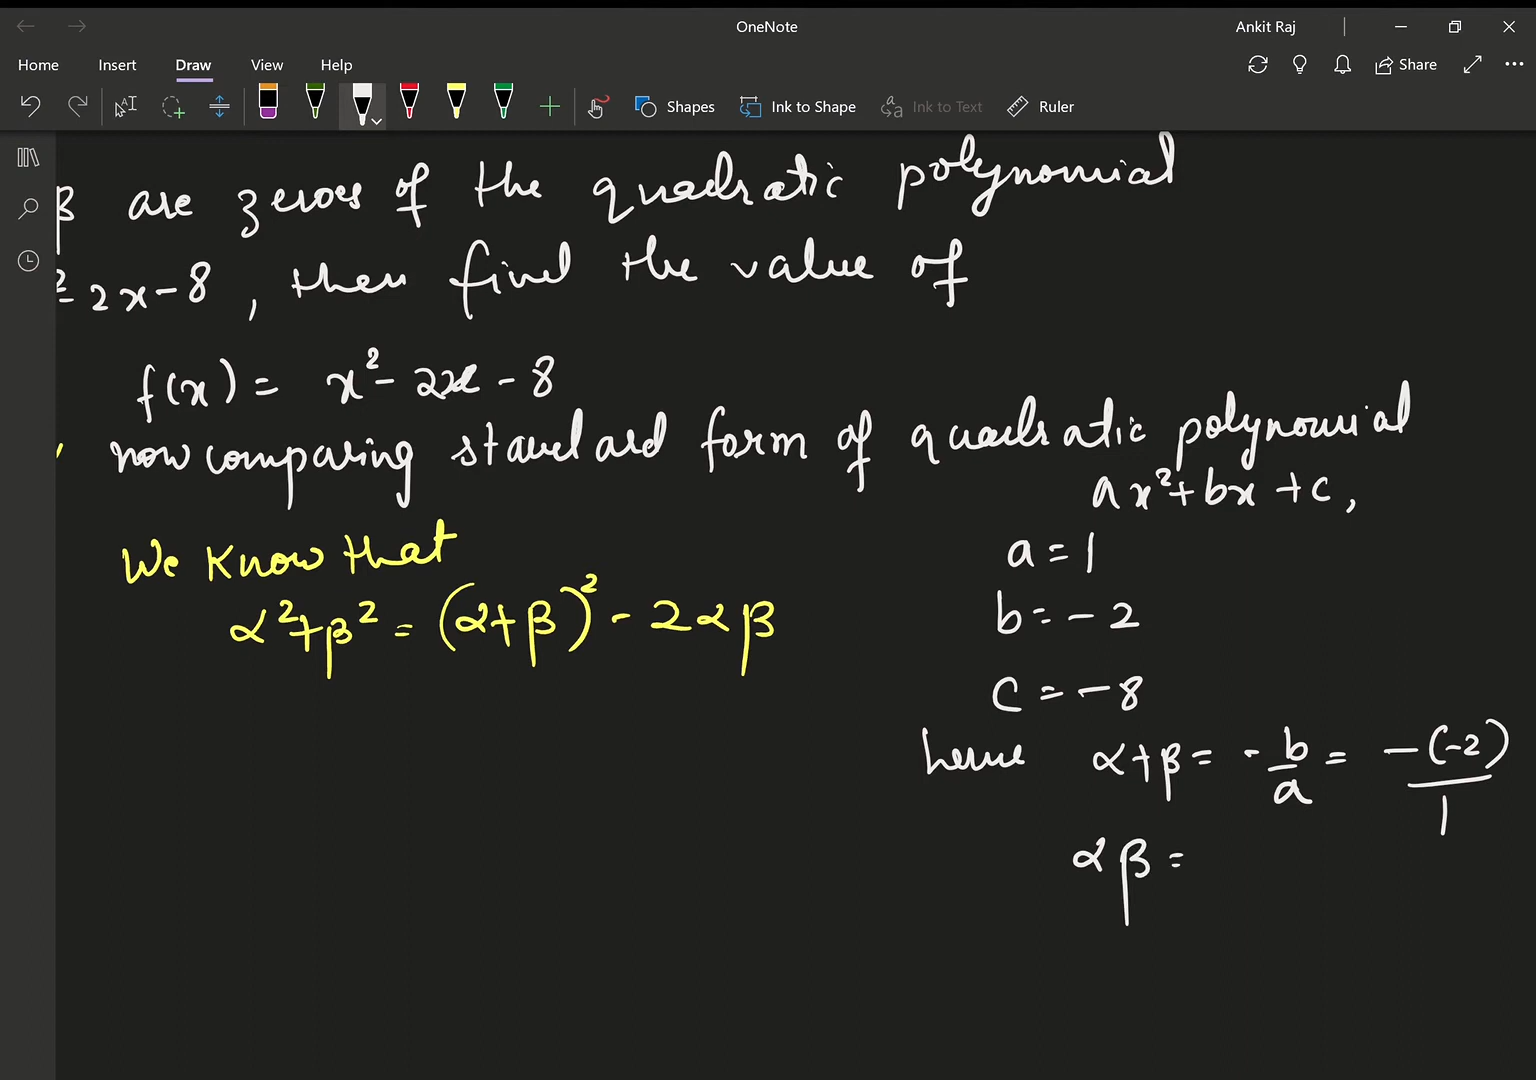 OneNote
Ankit Raj
Home Insert Draw View Help
Share
Shapes Ink to Shape Ink to Text Ruler
β are zeroes of the quadratic polynomial
² - 2x - 8 , then find the value of
f(x) = x² - 2x - 8
now comparing standard form of quadratic polynomial
ax² + bx + c ,
We Know that
α² + β² = (α + β)² - 2αβ
a = 1
b = - 2
c = - 8
hence α + β = - b/a = -(-2)/1
αβ =